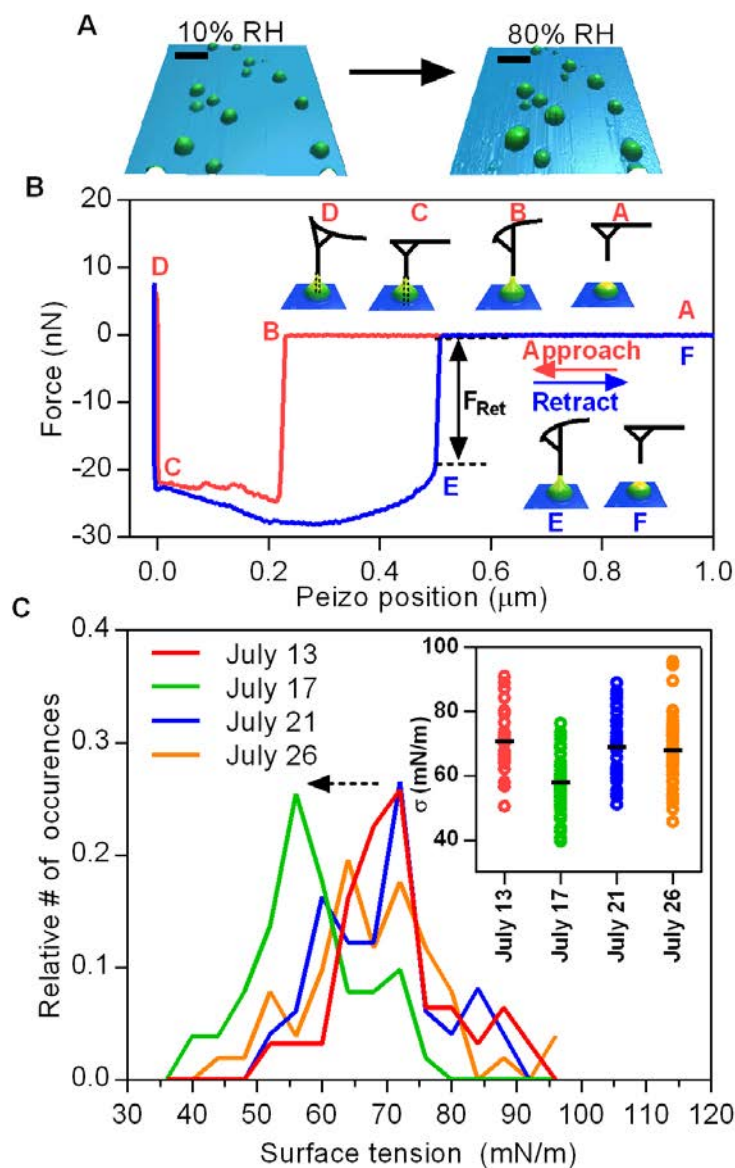 A
10% RH
80% RH
B
20
10
0
-10
-20
-30
Force (nN)
D
D
C
B
A
B
A
F
Approach
Retract
F_Ret
C
E
E
F
0.0 0.2 0.4 0.6 0.8 1.0
Peizo position (μm)
C
0.4
0.3
0.2
0.1
0.0
Relative # of occurences
July 13
July 17
July 21
July 26
100
80
60
40
σ (mN/m)
July 13
July 17
July 21
July 26
30 40 50 60 70 80 90 100 110 120
Surface tension (mN/m)